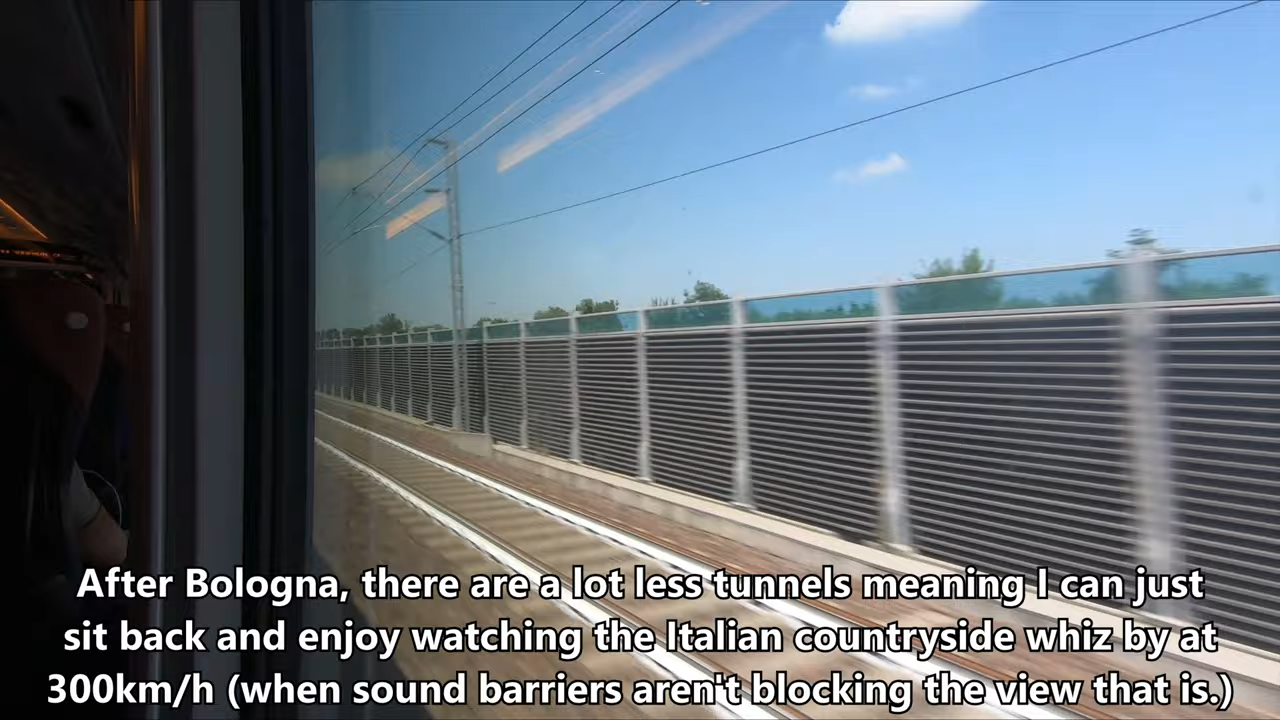 After Bologna, there are a lot less tunnels meaning I can just
sit back and enjoy watching the Italian countryside whiz by at
300km/h (when sound barriers aren't blocking the view that is.)